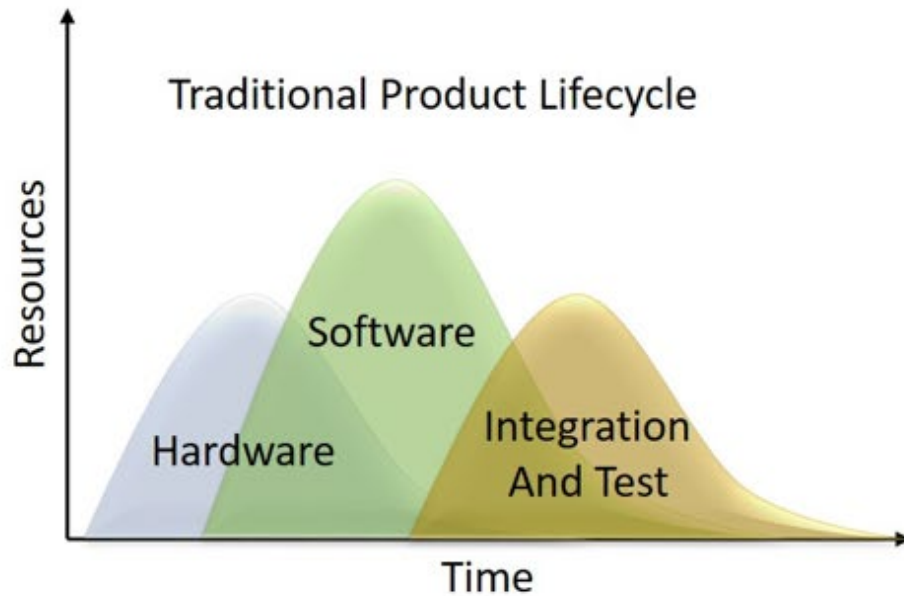 Traditional Product Lifecycle
Resources
Software
Hardware
Integration
And Test
Time